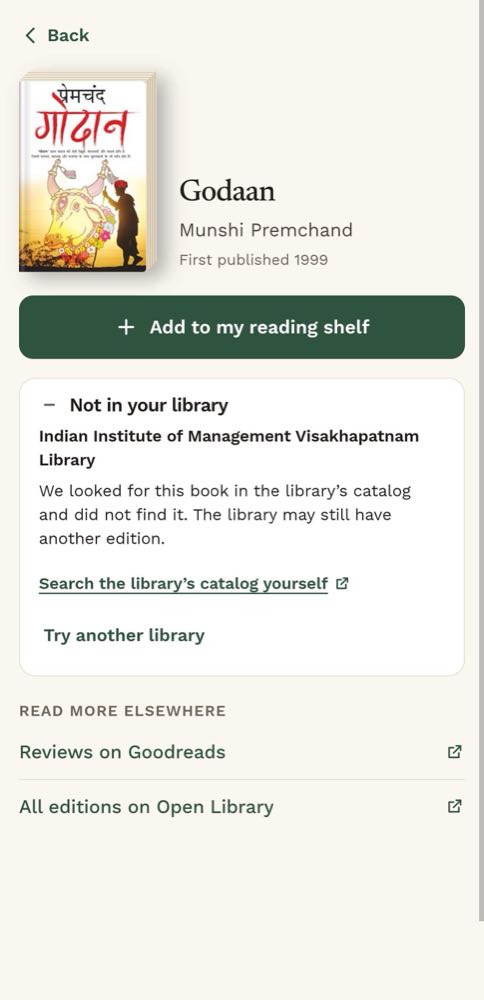 Back
प्रेमचंद
गोदान
Godaan
Munshi Premchand
First published 1999
+ Add to my reading shelf
− Not in your library
Indian Institute of Management Visakhapatnam
Library
We looked for this book in the library’s catalog
and did not find it. The library may still have
another edition.
Search the library’s catalog yourself
Try another library
READ MORE ELSEWHERE
Reviews on Goodreads
All editions on Open Library